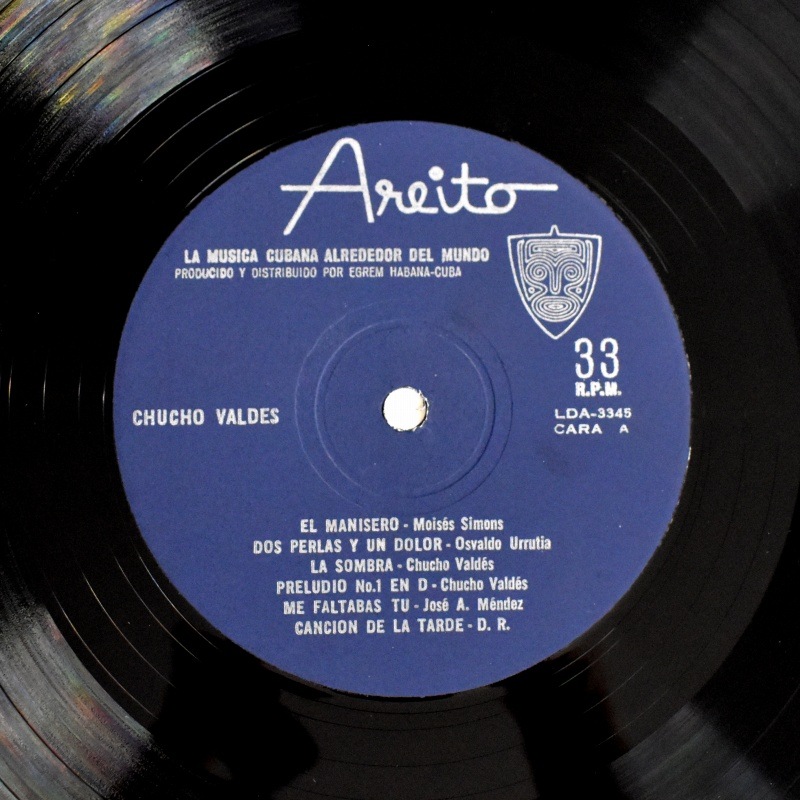 Areito
LA MUSICA CUBANA ALREDEDOR DEL MUNDO
PRODUCIDO Y DISTRIBUIDO POR EGREM HABANA-CUBA
33
R.P.M.
CHUCHO VALDES
LDA-3345
CARA A
EL MANISERO - Moisés Simons
DOS PERLAS Y UN DOLOR - Osvaldo Urrutia
LA SOMBRA - Chucho Valdés
PRELUDIO No.1 EN D - Chucho Valdés
ME FALTABAS TU - José A. Méndez
CANCION DE LA TARDE - D. R.